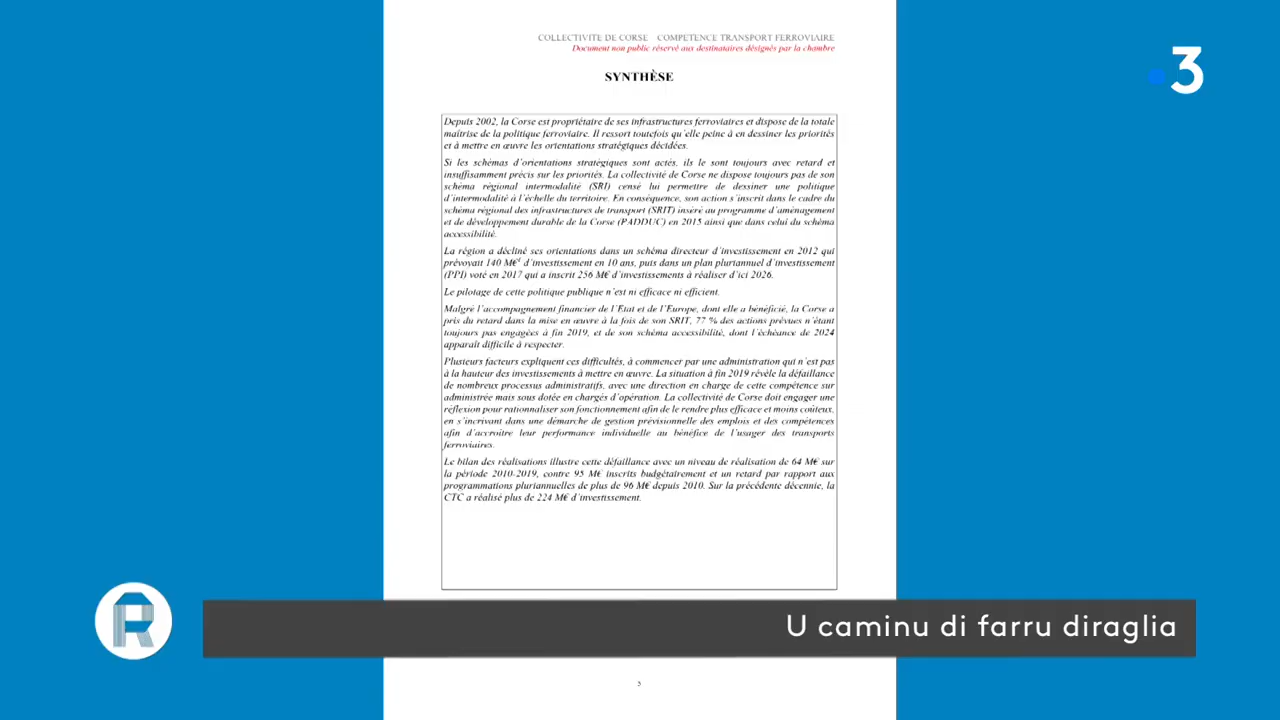 COLLECTIVITE DE CORSE COMPETENCE TRANSPORT FERROVIAIRE
Document non public réservé aux destinataires désignés par la chambre
3
SYNTHÈSE
Depuis 2002, la Corse est propriétaire de ses infrastructures ferroviaires et dispose de la totale
maîtrise de la politique ferroviaire. Il ressort toutefois qu'elle peine à en dessiner les priorités
et à mettre en œuvre les orientations stratégiques décidées.
Si les schémas d'orientations stratégiques sont actés, ils le sont toujours avec retard et
insuffisamment précis sur les priorités. La collectivité de Corse ne dispose toujours pas de son
schéma régional intermodalité (SRI) censé lui permettre de dessiner une politique
d'intermodalité à l'échelle du territoire. En conséquence, son action s'inscrit dans le cadre du
schéma régional des infrastructures de transport (SRIT) inséré au programme d'aménagement
et de développement durable de la Corse (PADDUC) en 2015 ainsi que dans celui du schéma
accessibilité.
La région a décliné ses orientations dans un schéma directeur d'investissement en 2012 qui
prévoyait 140 M€¹ d'investissement en 10 ans, puis dans un plan pluriannuel d'investissement
(PPI) voté en 2017 qui a inscrit 256 M€ d'investissements à réaliser d'ici 2026.
Le pilotage de cette politique publique n'est ni efficace ni efficient.
Malgré l'accompagnement financier de l'Etat et de l'Europe, dont elle a bénéficié, la Corse a
pris du retard dans la mise en œuvre à la fois de son SRIT, 77 % des actions prévues n'étant
toujours pas engagées à fin 2019, et de son schéma accessibilité, dont l'échéance de 2024
apparaît difficile à respecter.
Plusieurs facteurs expliquent ces difficultés, à commencer par une administration qui n'est pas
à la hauteur des investissements à mettre en œuvre. La situation à fin 2019 révèle la défaillance
de nombreux processus administratifs, avec une direction en charge de cette compétence sur
administrée mais sous dotée en chargés d'opération. La collectivité de Corse doit engager une
réflexion pour rationnaliser son fonctionnement afin de le rendre plus efficace et moins coûteux,
en s'incrivant dans une démarche de gestion prévisionnelle des emplois et des compétences
afin d'accroître leur performance individuelle au bénéfice de l'usager des transports
ferroviaires.
Le bilan des réalisations illustre cette défaillance avec un niveau de réalisation de 64 M€ sur
la période 2010-2019, contre 95 M€ inscrits budgétairement et un retard par rapport aux
programmations pluriannuelles de plus de 96 M€ depuis 2010. Sur la précédente décennie, la
CTC a réalisé plus de 224 M€ d'investissement.
R
U caminu di farru diraglia
3